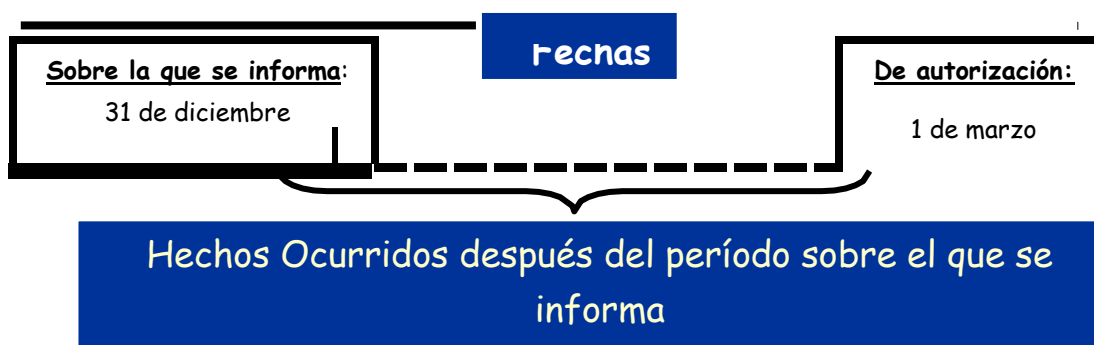 recnas
Sobre la que se informa:
31 de diciembre
De autorización:
1 de marzo
Hechos Ocurridos después del período sobre el que se
informa